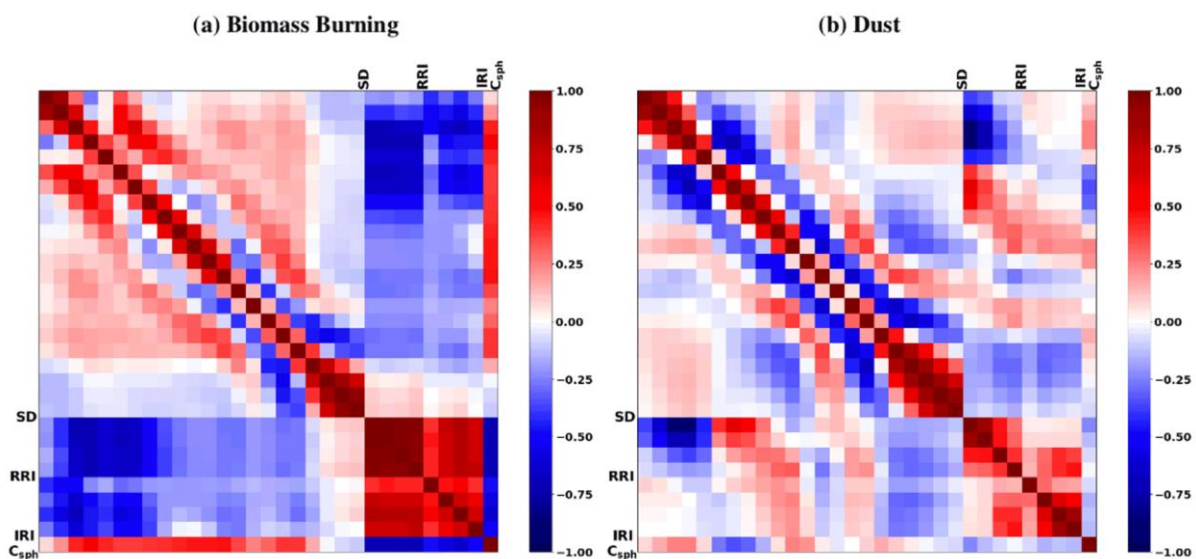 (a) Biomass Burning
(b) Dust
SD
RRI
IRI
Csph
SD
RRI
IRI
Csph
1.00
0.75
0.50
0.25
0.00
−0.25
−0.50
−0.75
−1.00
1.00
0.75
0.50
0.25
0.00
−0.25
−0.50
−0.75
−1.00
SD
RRI
IRI
Csph
SD
RRI
IRI
Csph